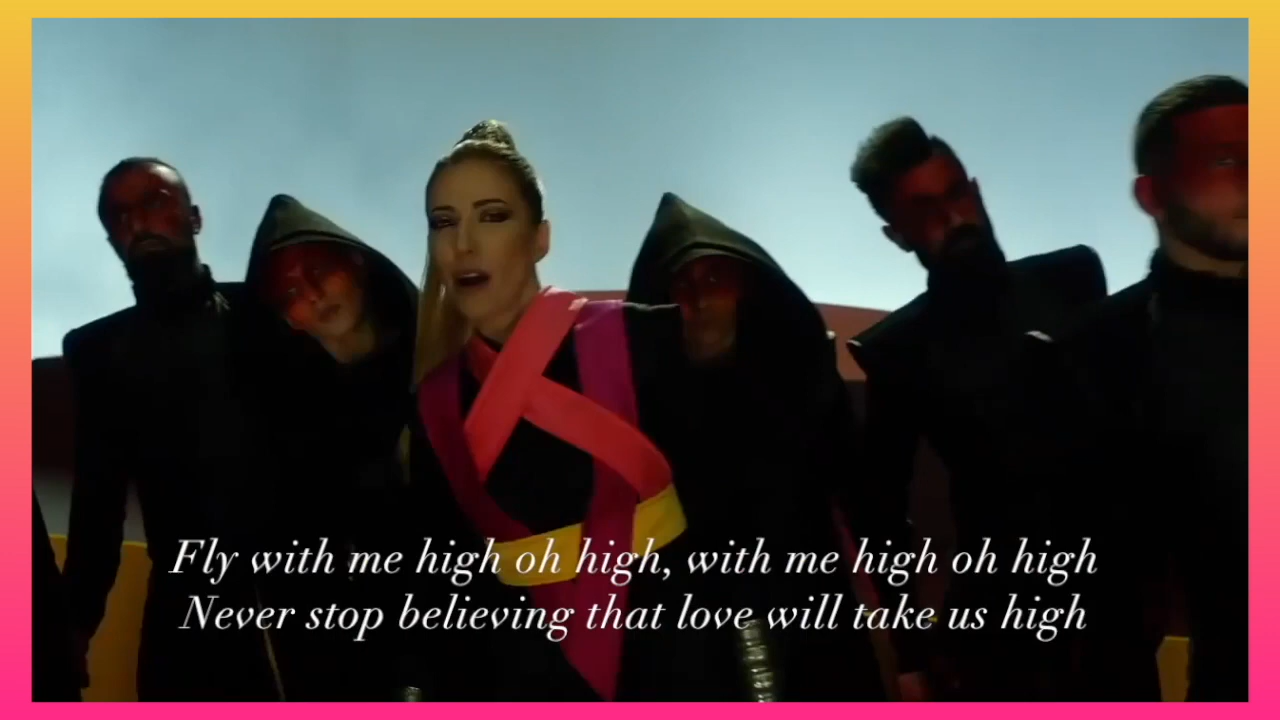 Fly with me high oh high, with me high oh high
Never stop believing that love will take us high